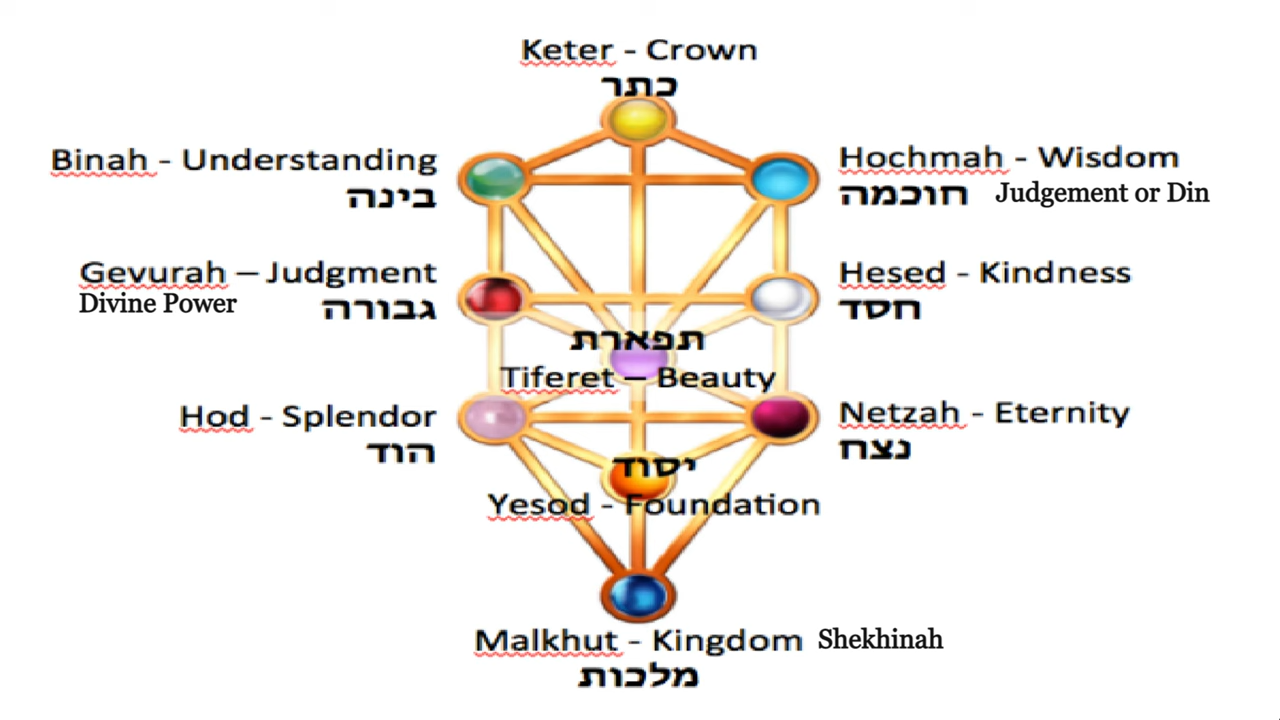 Keter - Crown
כתר
Binah - Understanding
בינה
Hochmah - Wisdom
חוכמה Judgement or Din
Gevurah – Judgment
Divine Power גבורה
Hesed - Kindness
חסד
תפארת
Tiferet – Beauty
Hod - Splendor
הוד
Netzah - Eternity
נצח
יסוד
Yesod - Foundation
Malkhut - Kingdom Shekhinah
מלכות